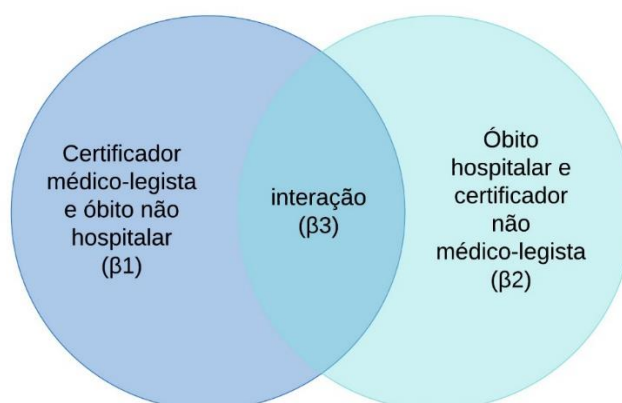 Certificador
médico-legista
e óbito não
hospitalar
(β1)
interação
(β3)
Óbito
hospitalar e
certificador
não
médico-legista
(β2)